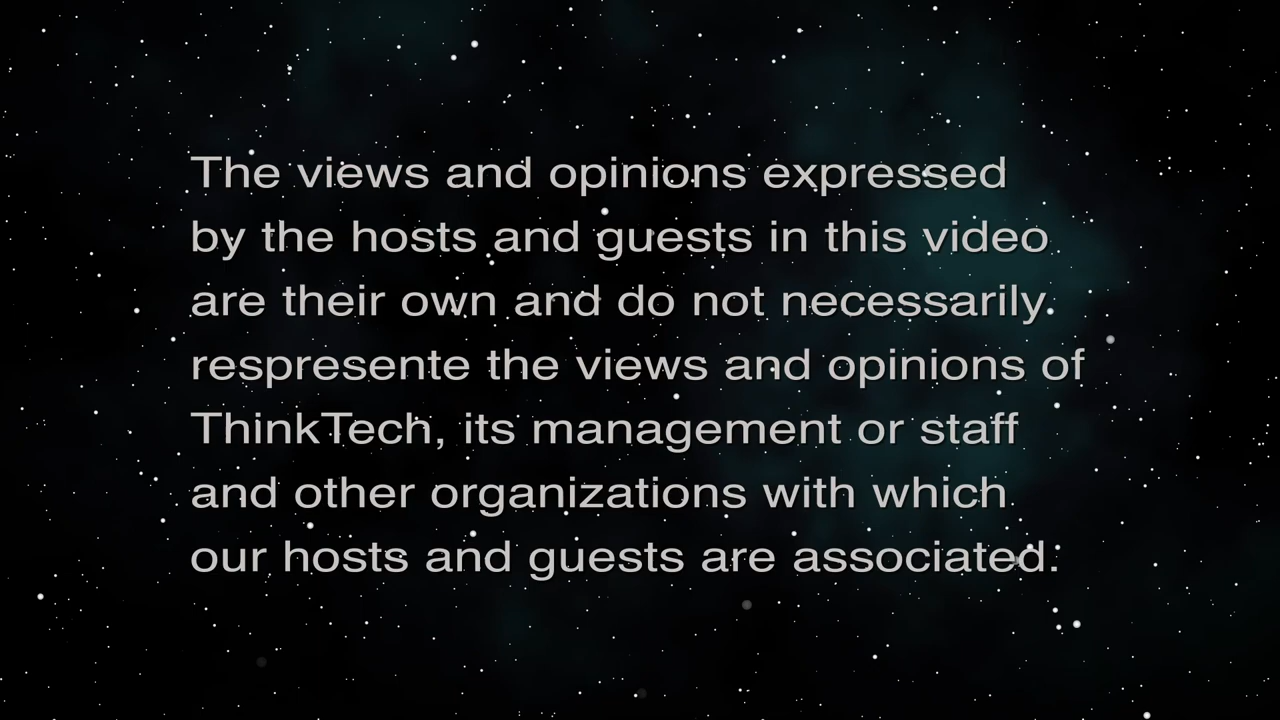 The views and opinions expressed
by the hosts and guests in this video
are their own and do not necessarily
respresente the views and opinions of
ThinkTech, its management or staff
and other organizations with which
our hosts and guests are associated.